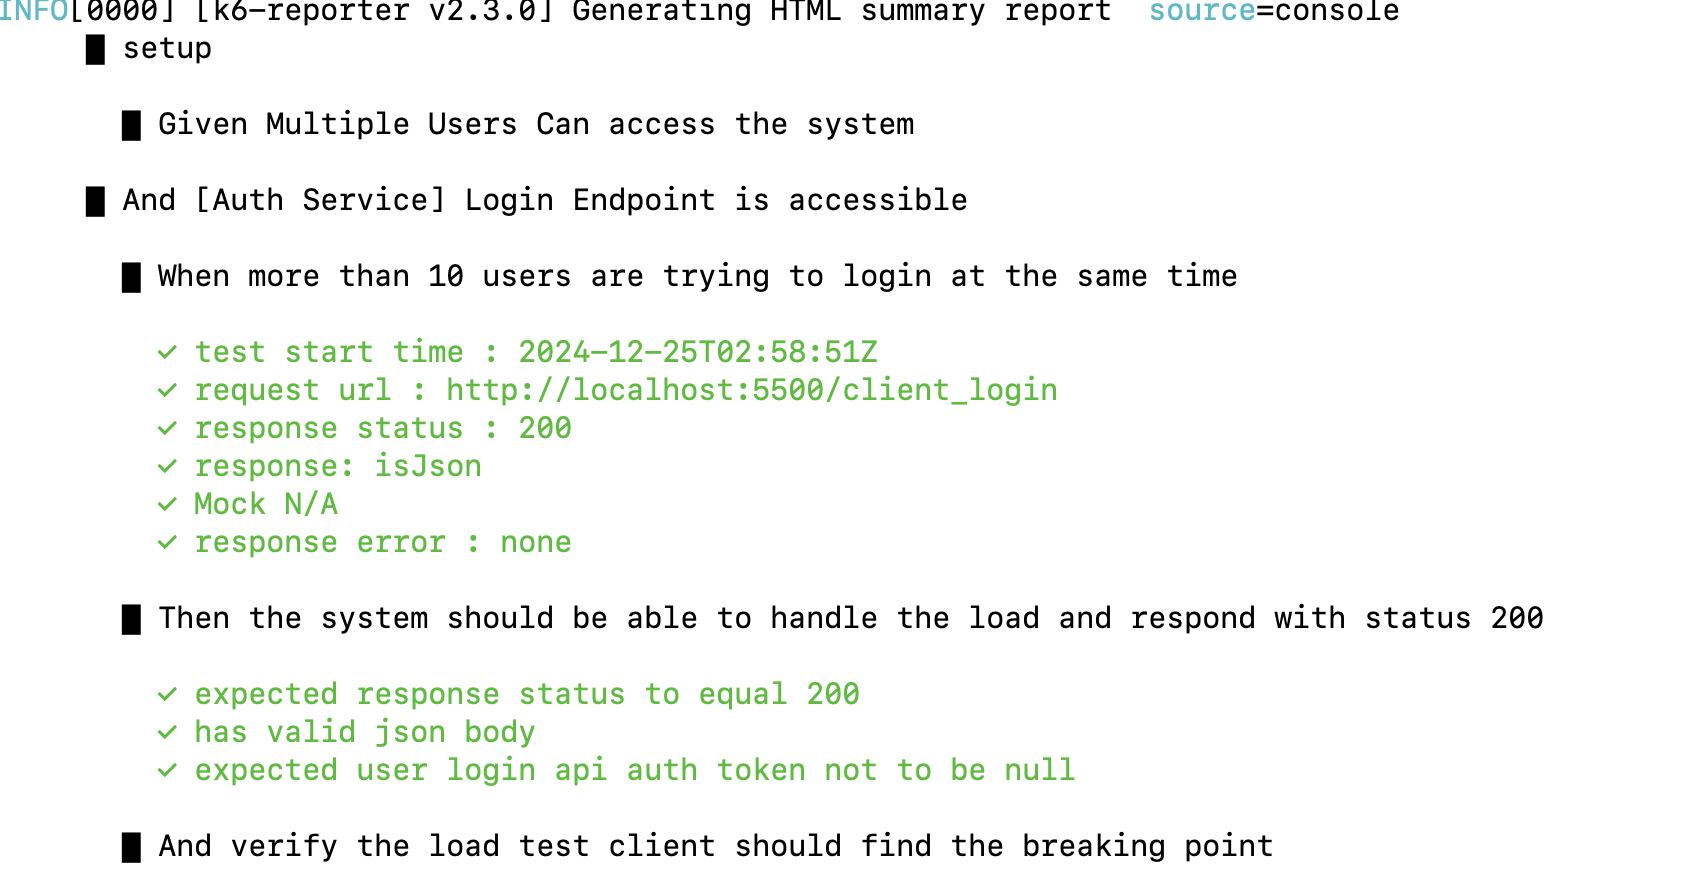 INFO[0000] [k6-reporter v2.3.0] Generating HTML summary report  source=console
█ setup
█ Given Multiple Users Can access the system
█ And [Auth Service] Login Endpoint is accessible
█ When more than 10 users are trying to login at the same time
✓ test start time : 2024-12-25T02:58:51Z
✓ request url : http://localhost:5500/client_login
✓ response status : 200
✓ response: isJson
✓ Mock N/A
✓ response error : none
█ Then the system should be able to handle the load and respond with status 200
✓ expected response status to equal 200
✓ has valid json body
✓ expected user login api auth token not to be null
█ And verify the load test client should find the breaking point